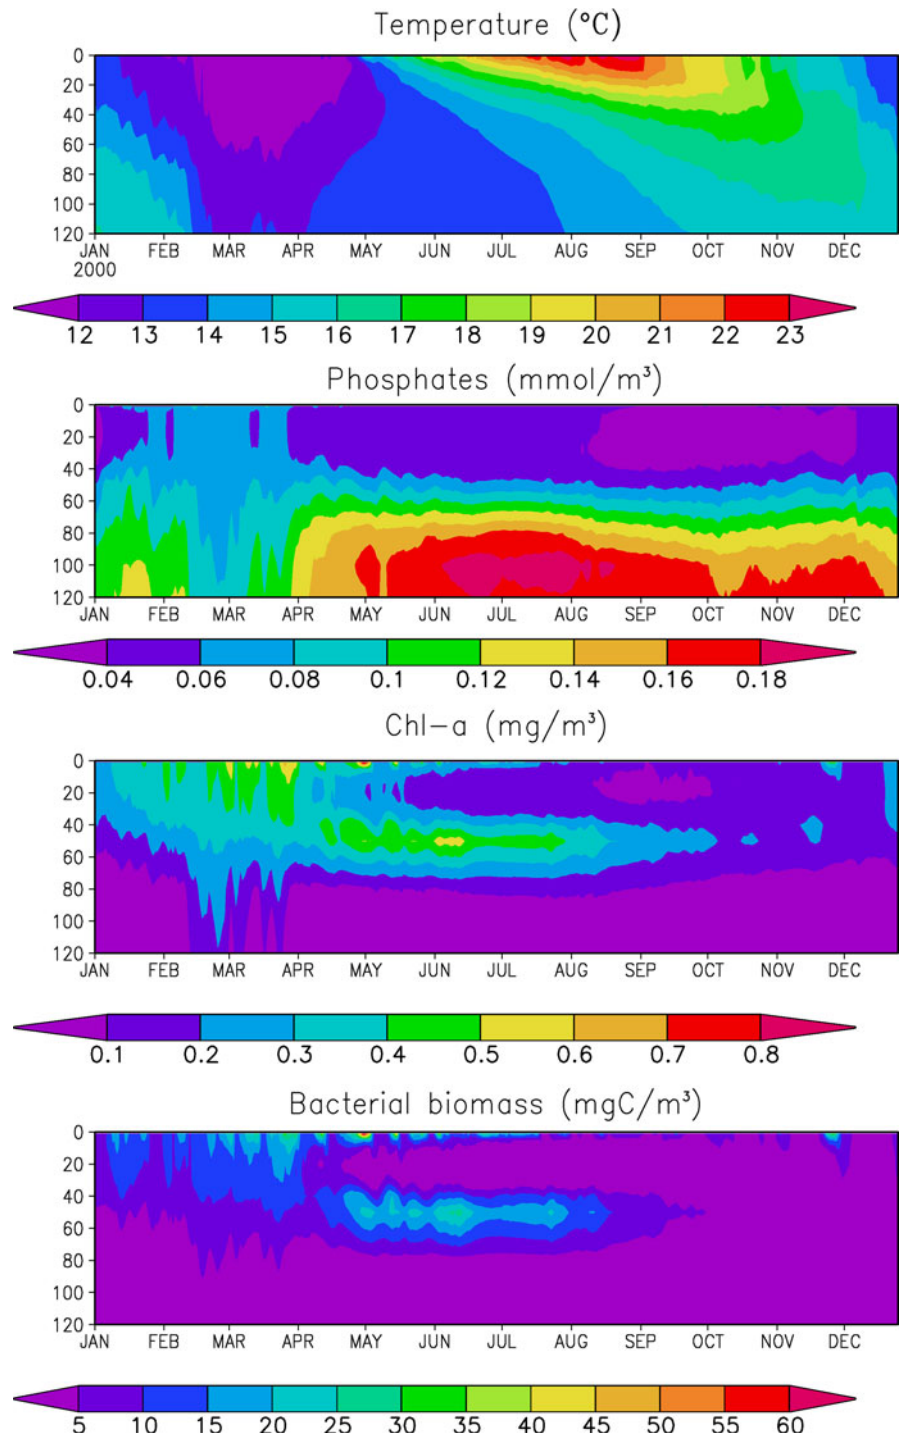 Temperature (°C)
0
20
40
60
80
100
120
JAN FEB MAR APR MAY JUN JUL AUG SEP OCT NOV DEC
2000
12 13 14 15 16 17 18 19 20 21 22 23
Phosphates (mmol/m³)
0
20
40
60
80
100
120
JAN FEB MAR APR MAY JUN JUL AUG SEP OCT NOV DEC
0.04 0.06 0.08 0.1 0.12 0.14 0.16 0.18
Chl-a (mg/m³)
0
20
40
60
80
100
120
JAN FEB MAR APR MAY JUN JUL AUG SEP OCT NOV DEC
0.1 0.2 0.3 0.4 0.5 0.6 0.7 0.8
Bacterial biomass (mgC/m³)
0
20
40
60
80
100
120
JAN FEB MAR APR MAY JUN JUL AUG SEP OCT NOV DEC
5 10 15 20 25 30 35 40 45 50 55 60